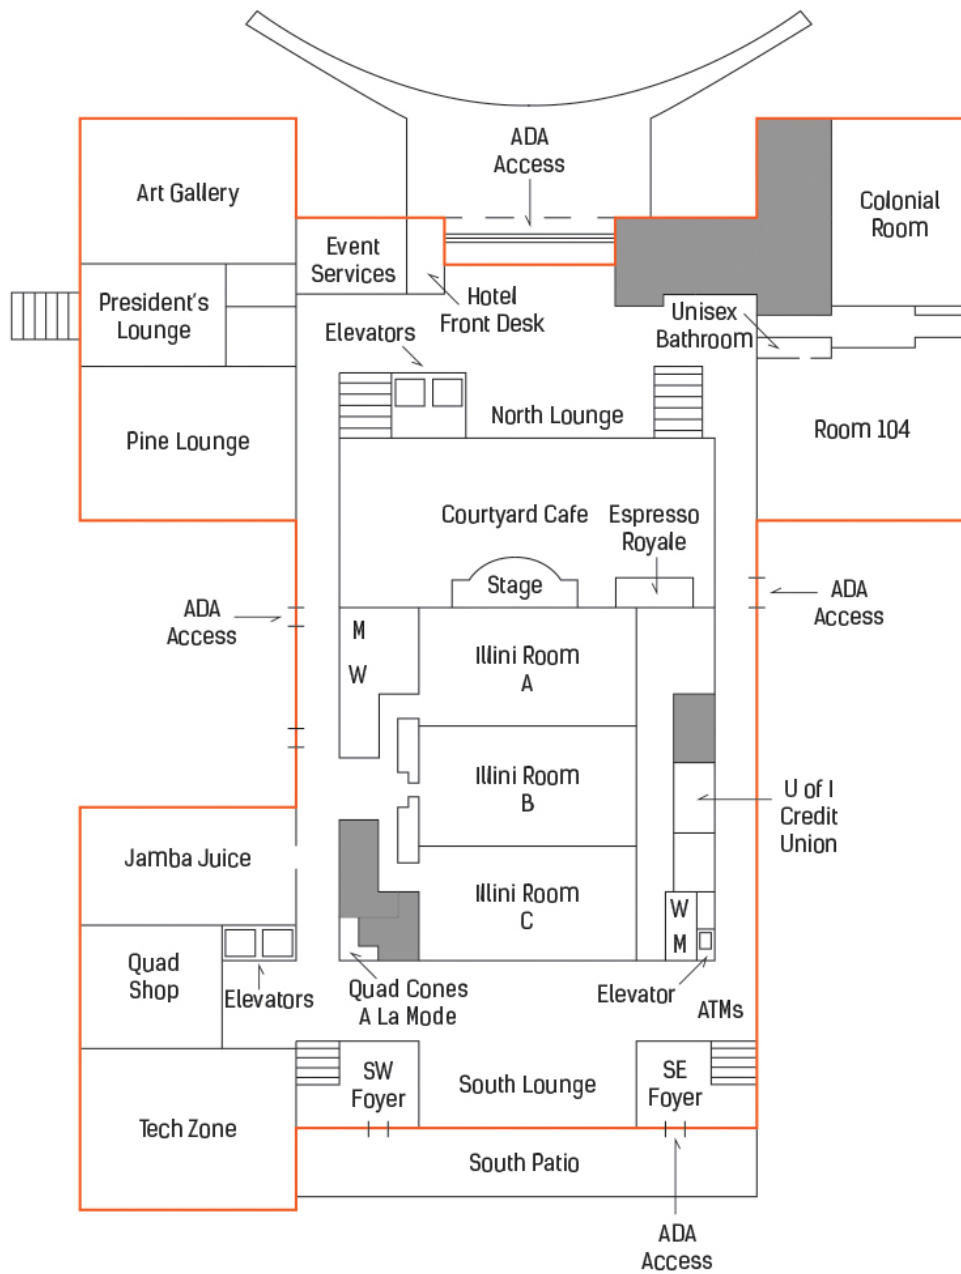 ADA
Access
Art Gallery
Colonial
Room
Event
Services
President's
Lounge
Hotel
Front Desk
Unisex
Bathroom
Elevators
North Lounge
Pine Lounge
Room 104
Courtyard Cafe
Espresso
Royale
Stage
ADA
Access
ADA
Access
M
W
Illini Room
A
Illini Room
B
U of I
Credit
Union
Jamba Juice
Illini Room
C
W
M
Quad
Shop
Elevators
Quad Cones
A La Mode
Elevator
ATMs
SW
Foyer
South Lounge
SE
Foyer
Tech Zone
South Patio
ADA
Access